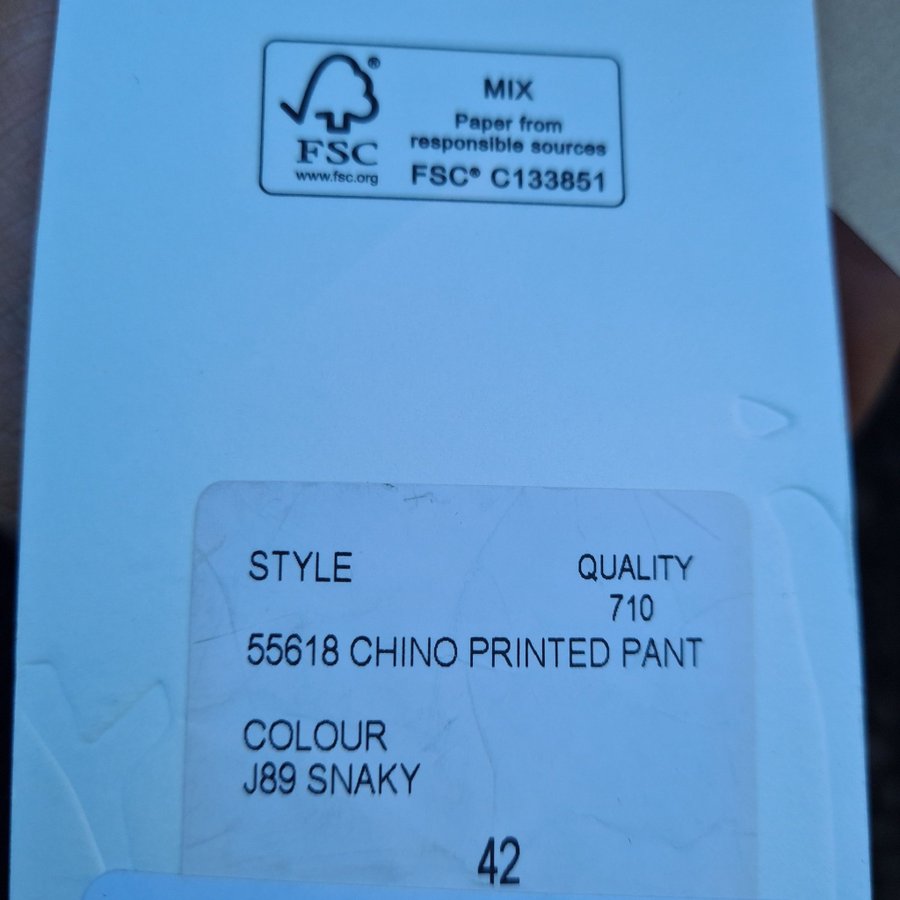 MIX
Paper from
responsible sources
FSC® C133851
®
FSC
www.fsc.org
STYLE QUALITY
710
55618 CHINO PRINTED PANT
COLOUR
J89 SNAKY
42